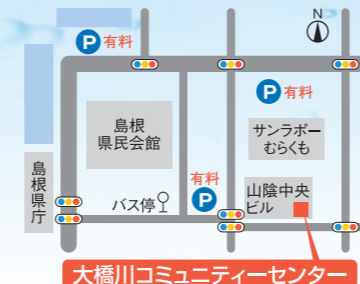 N
P 有料
P 有料
島根
県民会館
サンラポー
むらくも
島根県庁
バス停
有料
P
山陰中央
ビル
大橋川コミュニティーセンター